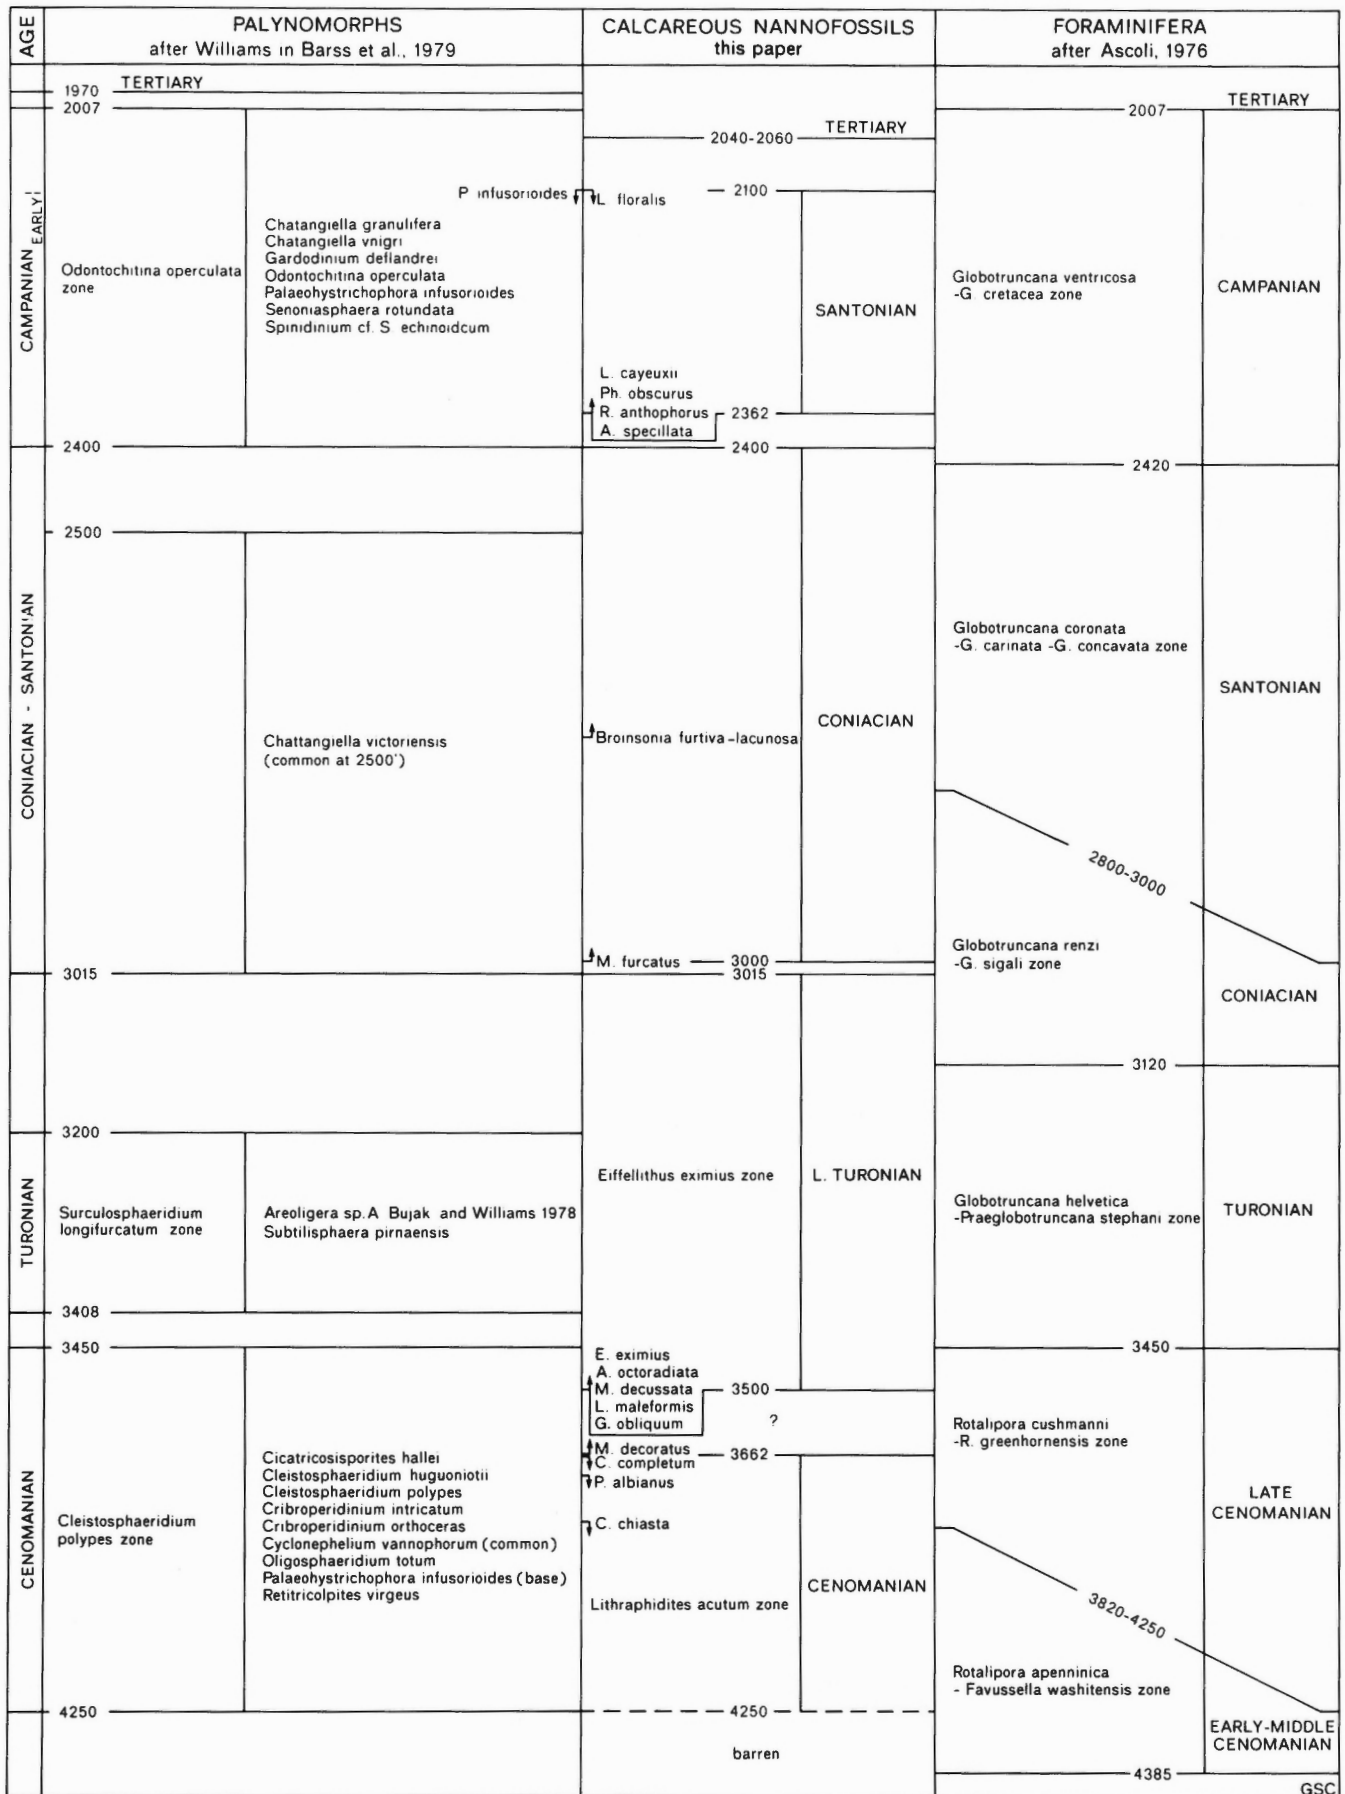 AGE
PALYNOMORPHS
after Williams in Barss et al., 1979
CALCAREOUS NANNOFOSSILS
this paper
FORAMINIFERA
after Ascoli, 1976
CAMPANIAN
EARLY
CONIACIAN - SANTONIAN
TURONIAN
CENOMANIAN
TERTIARY
1970
2007
Odontochitina operculata
zone
P infusorioides
Chatangiella granulifera
Chatangiella vnigri
Gardodinium deflandrei
Odontochitina operculata
Palaeohystrichophora infusorioides
Senoniasphaera rotundata
Spinidinium cf. S echinoidcum
2400
2500
Chattangiella victoriensis
(common at 2500')
3015
3200
Surculosphaeridium
longifurcatum zone
Areoligera sp. A Bujak and Williams 1978
Subtilisphaera pirnaensis
3408
3450
Cleistosphaeridium
polypes zone
Cicatricosisporites hallei
Cleistosphaeridium huguoniotii
Cleistosphaeridium polypes
Cribroperidinium intricatum
Cribroperidinium orthoceras
Cyclonephelium vannophorum (common)
Oligosphaeridium totum
Palaeohystrichophora infusorioides (base)
Retitricolpites virgeus
4250
TERTIARY
2040-2060
L floralis
2100
SANTONIAN
L. cayeuxii
Ph. obscurus
R. anthophorus
2362
A. specillata
2400
CONIACIAN
Broinsonia furtiva-lacunosa
M. furcatus
3000
3015
Eiffellithus eximius zone
L. TURONIAN
E. eximius
A. octoradiata
M. decussata
3500
L. maleformis
G. obliquum
?
M. decoratus
3662
C. completum
P. albianus
C. chiasta
CENOMANIAN
Lithraphidites acutum zone
4250
barren
TERTIARY
2007
Globotruncana ventricosa
-G. cretacea zone
CAMPANIAN
2420
Globotruncana coronata
-G. carinata -G. concavata zone
SANTONIAN
2800-3000
Globotruncana renzi
-G. sigali zone
CONIACIAN
3120
Globotruncana helvetica
-Praeglobotruncana stephani zone
TURONIAN
3450
Rotalipora cushmanni
-R. greenhornensis zone
LATE
CENOMANIAN
3820-4250
Rotalipora apenninica
- Favussella washitensis zone
EARLY-MIDDLE
CENOMANIAN
4385
GSC